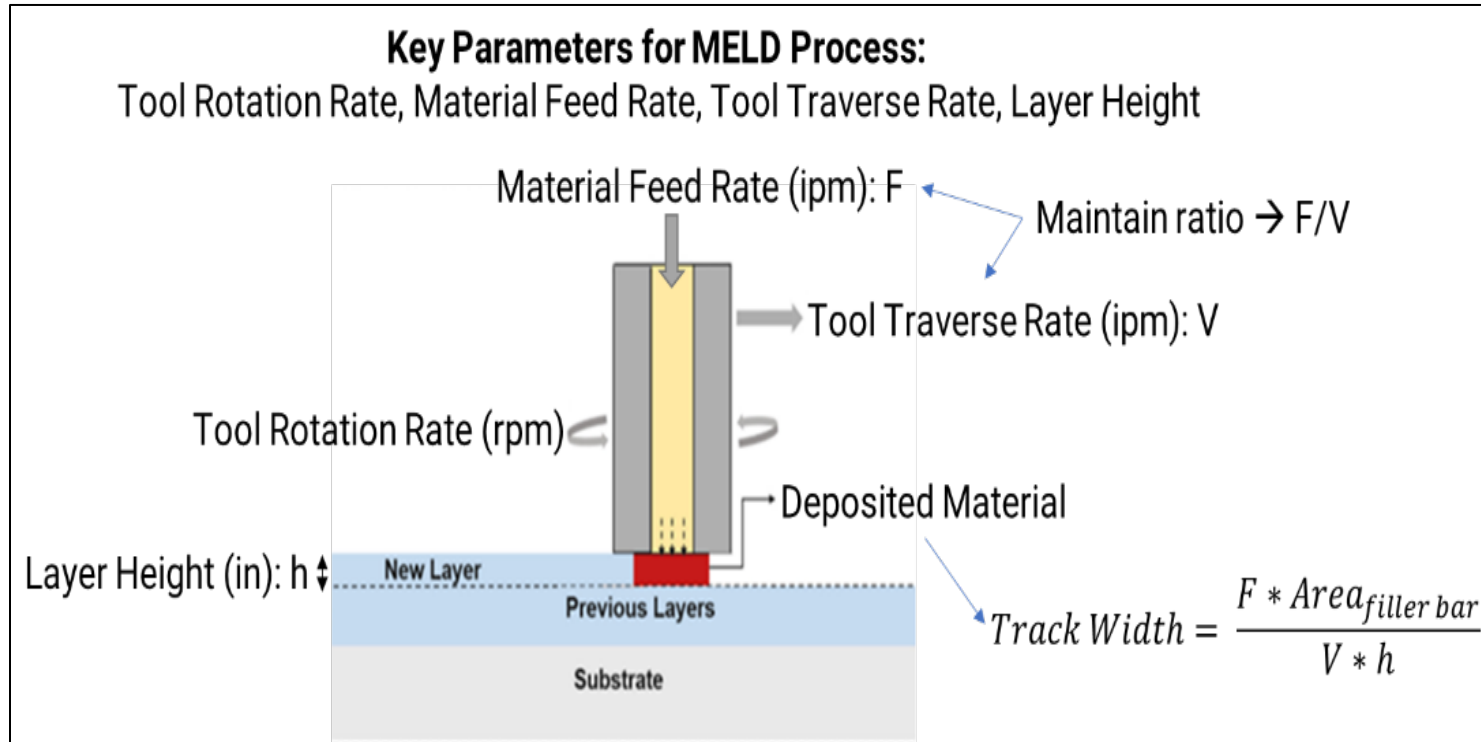 Key Parameters for MELD Process:
Tool Rotation Rate, Material Feed Rate, Tool Traverse Rate, Layer Height
Material Feed Rate (ipm): F
Maintain ratio → F/V
Tool Traverse Rate (ipm): V
Tool Rotation Rate (rpm)
Deposited Material
Layer Height (in): h
New Layer
Previous Layers
Track Width = F * Area_filler bar / V * h
Substrate